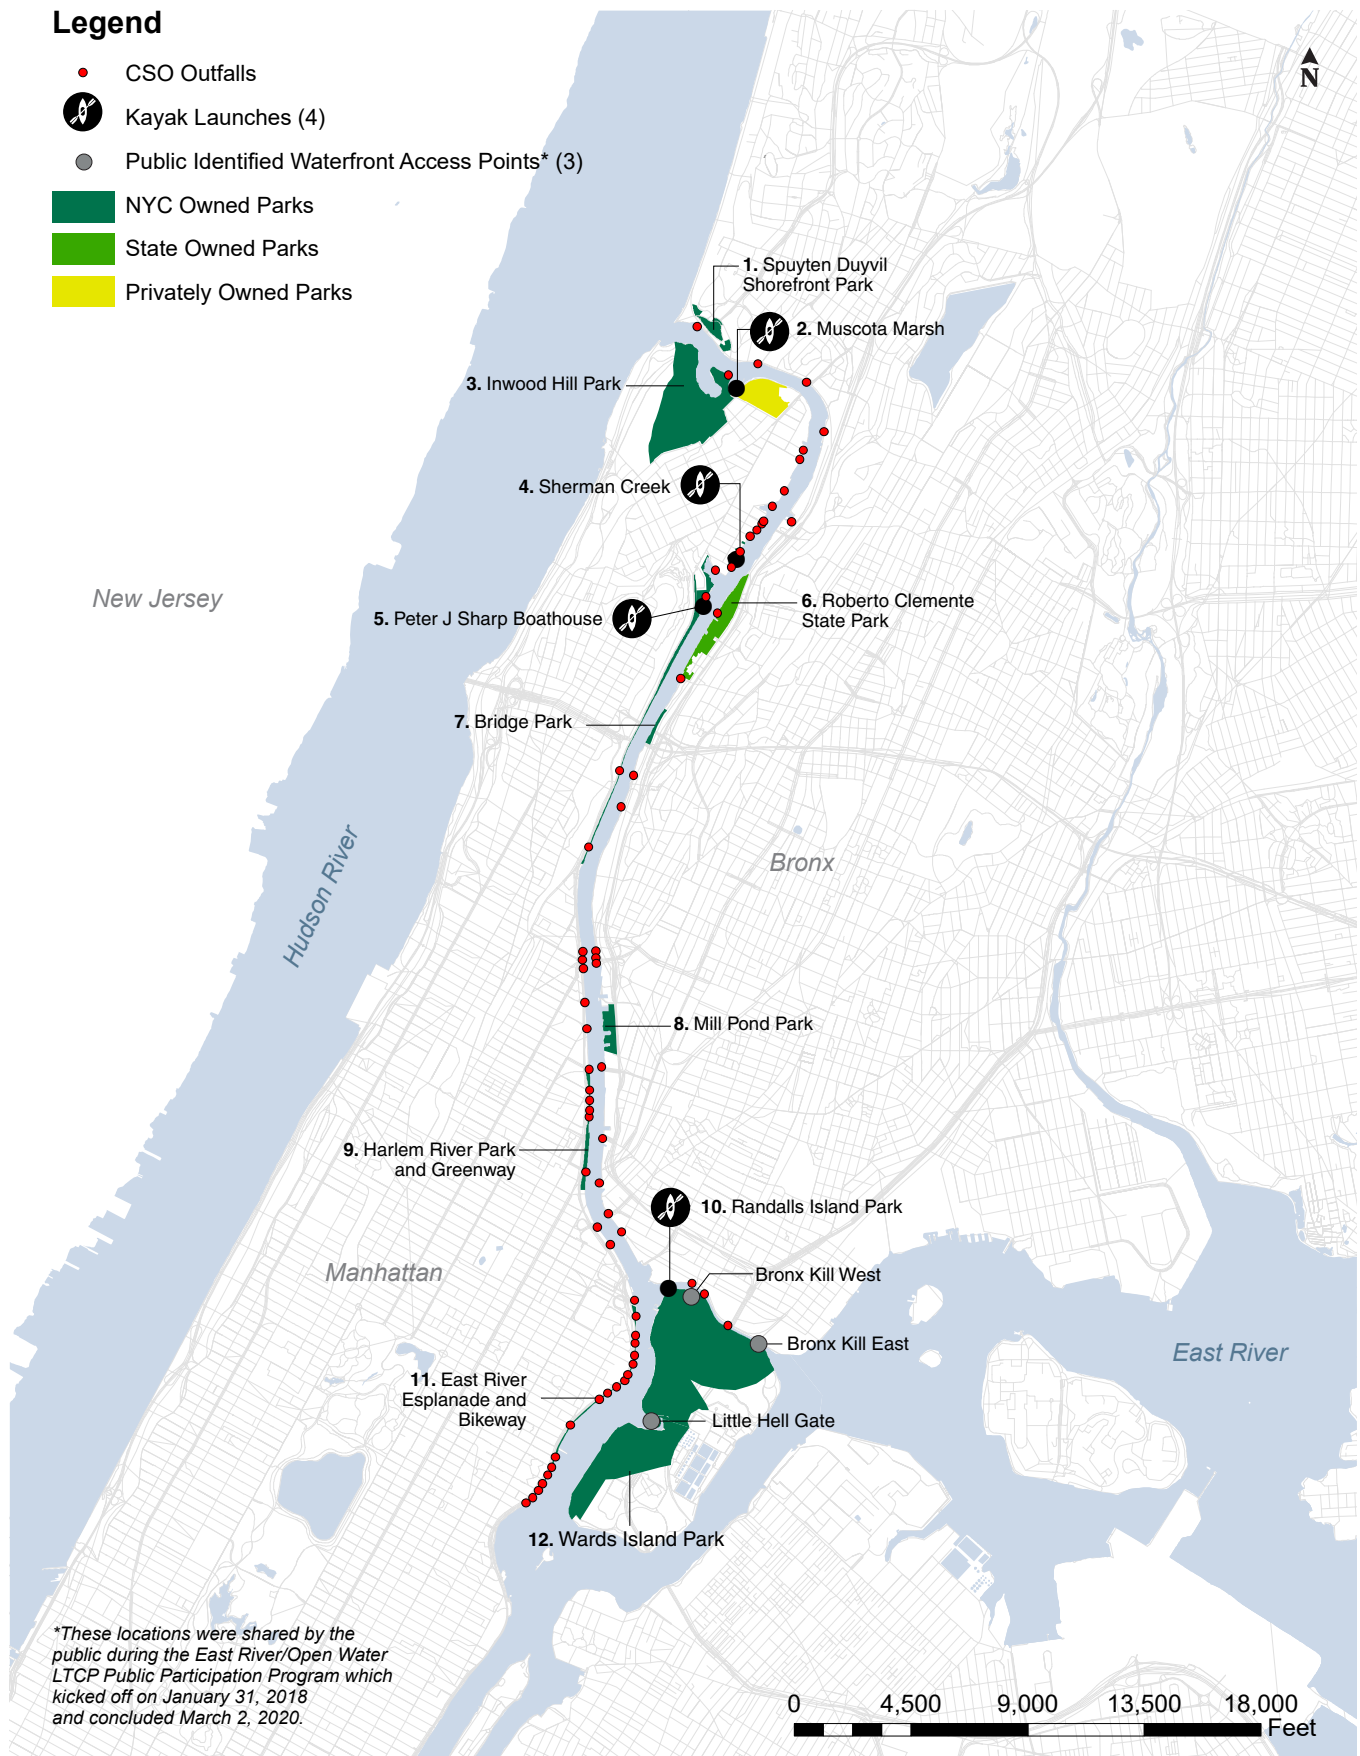 Legend
CSO Outfalls
Kayak Launches (4)
Public Identified Waterfront Access Points* (3)
NYC Owned Parks
State Owned Parks
Privately Owned Parks
N
1. Spuyten Duyvil
Shorefront Park
2. Muscota Marsh
3. Inwood Hill Park
4. Sherman Creek
New Jersey
5. Peter J Sharp Boathouse
6. Roberto Clemente
State Park
7. Bridge Park
Hudson River
Bronx
8. Mill Pond Park
9. Harlem River Park
and Greenway
10. Randalls Island Park
Manhattan
Bronx Kill West
Bronx Kill East
East River
11. East River
Esplanade and
Bikeway
Little Hell Gate
12. Wards Island Park
*These locations were shared by the
public during the East River/Open Water
LTCP Public Participation Program which
kicked off on January 31, 2018
and concluded March 2, 2020.
0 4,500 9,000 13,500 18,000
Feet